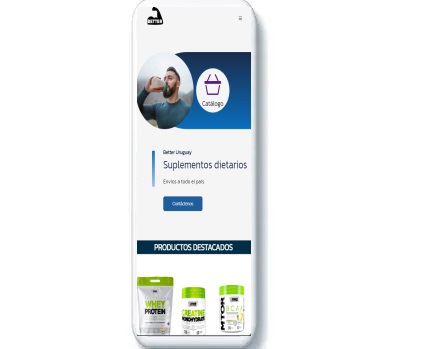 BETTER
Catálogo
Better Uruguay
Suplementos dietarios
Envíos a todo el país
Contáctenos
PRODUCTOS DESTACADOS
WHEY
PROTEIN
CREATINE
MONOHYDRATE
MTOR
BCAA